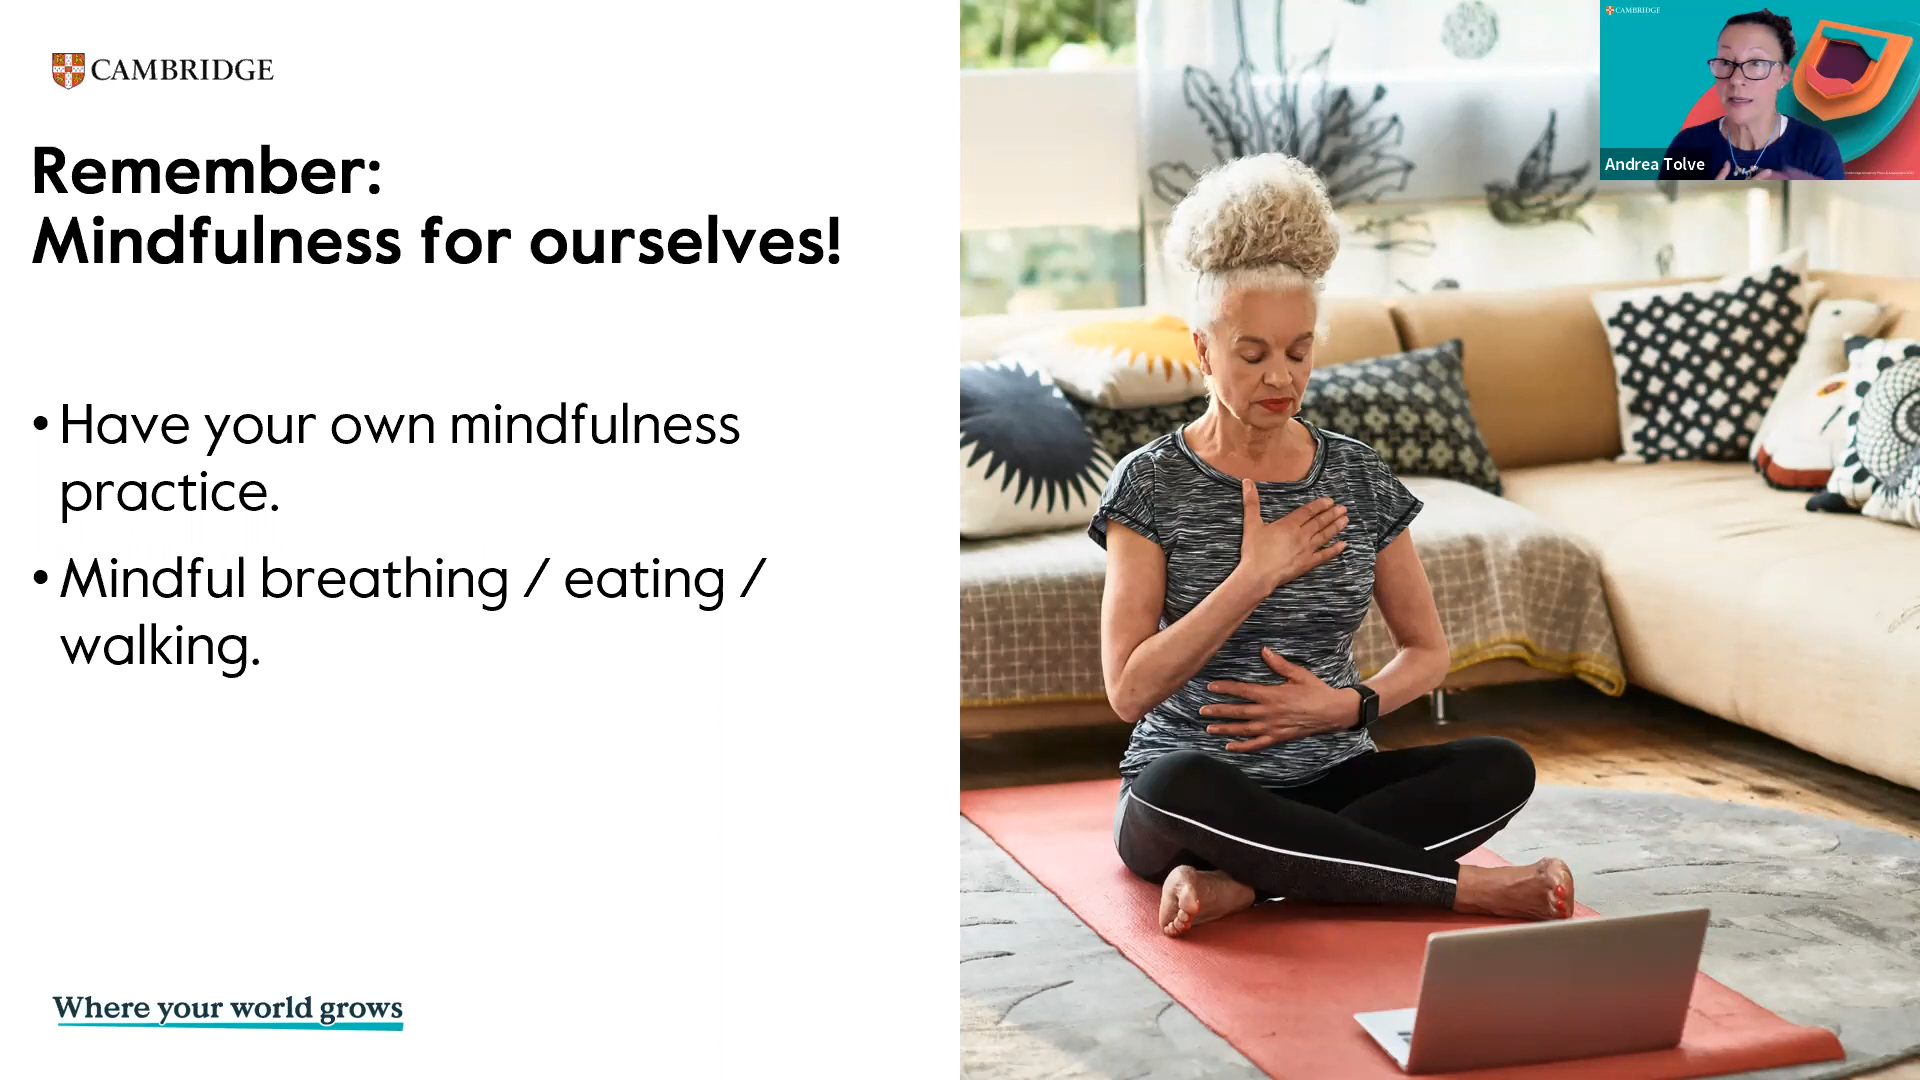 CAMBRIDGE
Remember:
Mindfulness for ourselves!
• Have your own mindfulness
practice.
• Mindful breathing / eating /
walking.
Where your world grows
CAMBRIDGE
Andrea Tolve